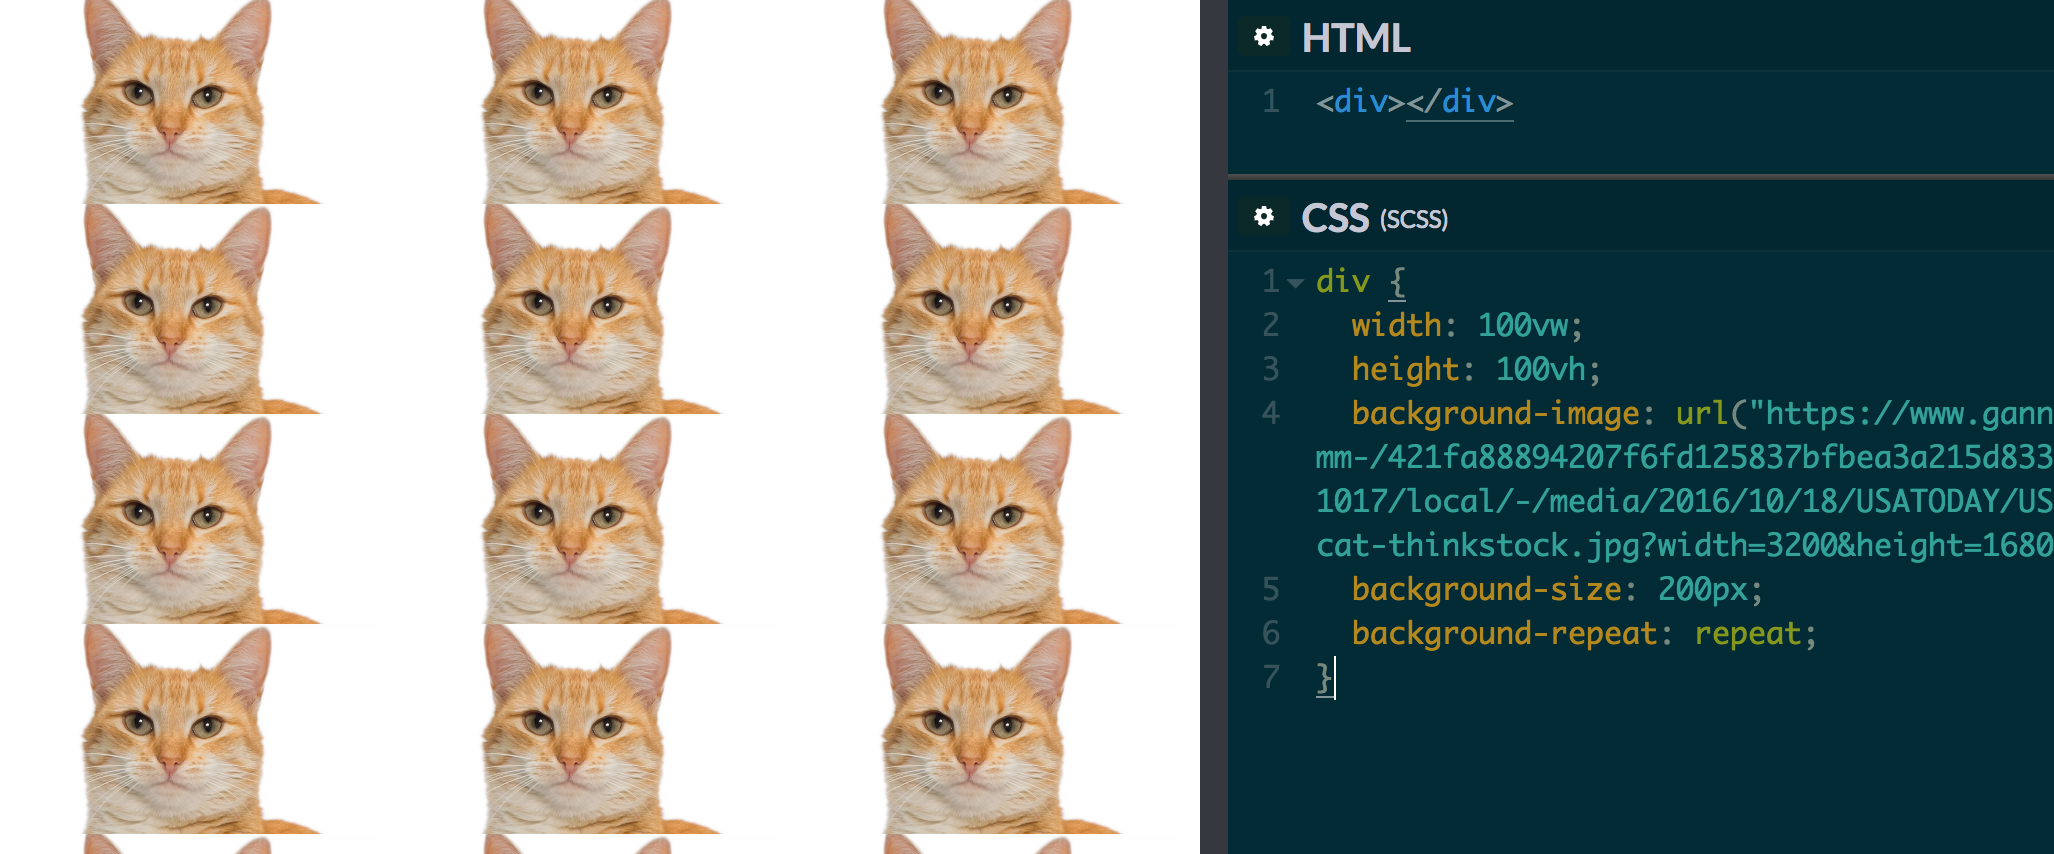 HTML
1 <div></div>
CSS (SCSS)
1 div {
2 width: 100vw;
3 height: 100vh;
4 background-image: url("https://www.gann
mm-/421fa88894207f6fd125837bfbea3a215d833
1017/local/-/media/2016/10/18/USATODAY/US
cat-thinkstock.jpg?width=3200&height=1680
5 background-size: 200px;
6 background-repeat: repeat;
7 }